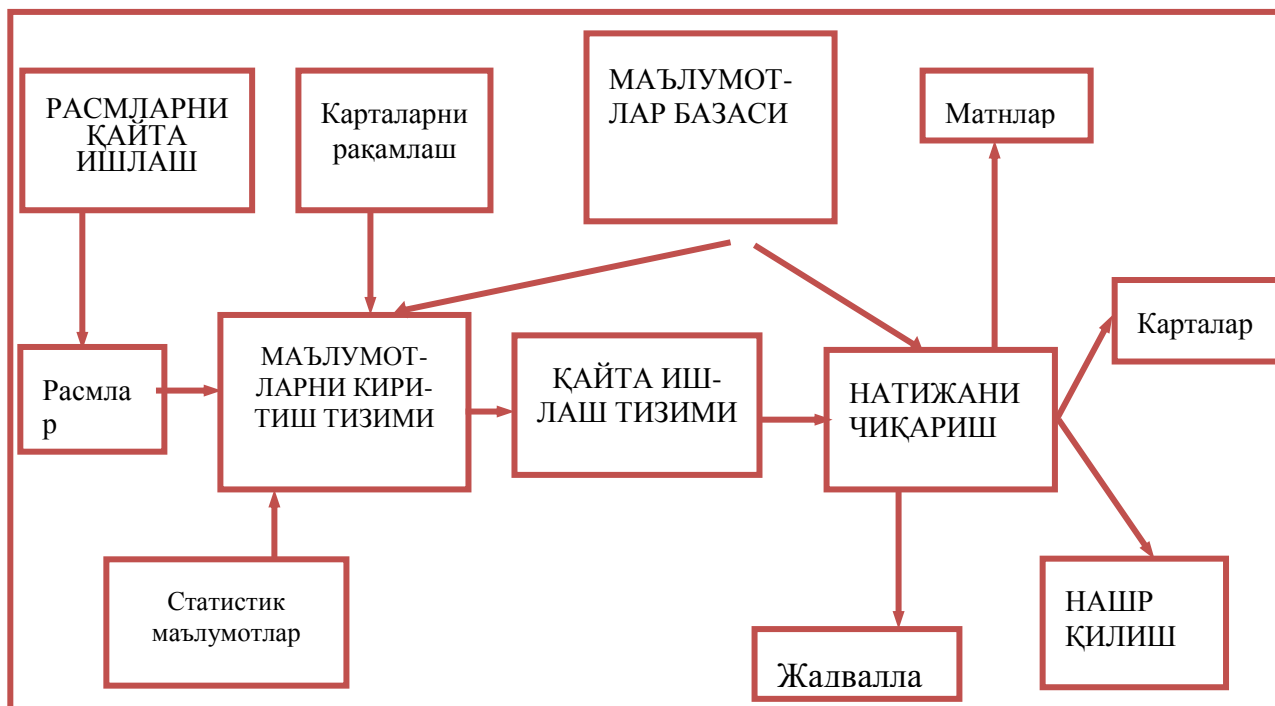 РАСМЛАРНИ
ҚАЙТА
ИШЛАШ
Карталарни
рақамлаш
МАЪЛУМОТ-
ЛАР БАЗАСИ
Матнлар
Карталар
Расмла
р
МАЪЛУМОТ-
ЛАРНИ КИРИ-
ТИШ ТИЗИМИ
ҚАЙТА ИШ-
ЛАШ ТИЗИМИ
НАТИЖАНИ
ЧИҚАРИШ
Статистик
маълумотлар
Жадвалла
НАШР
ҚИЛИШ